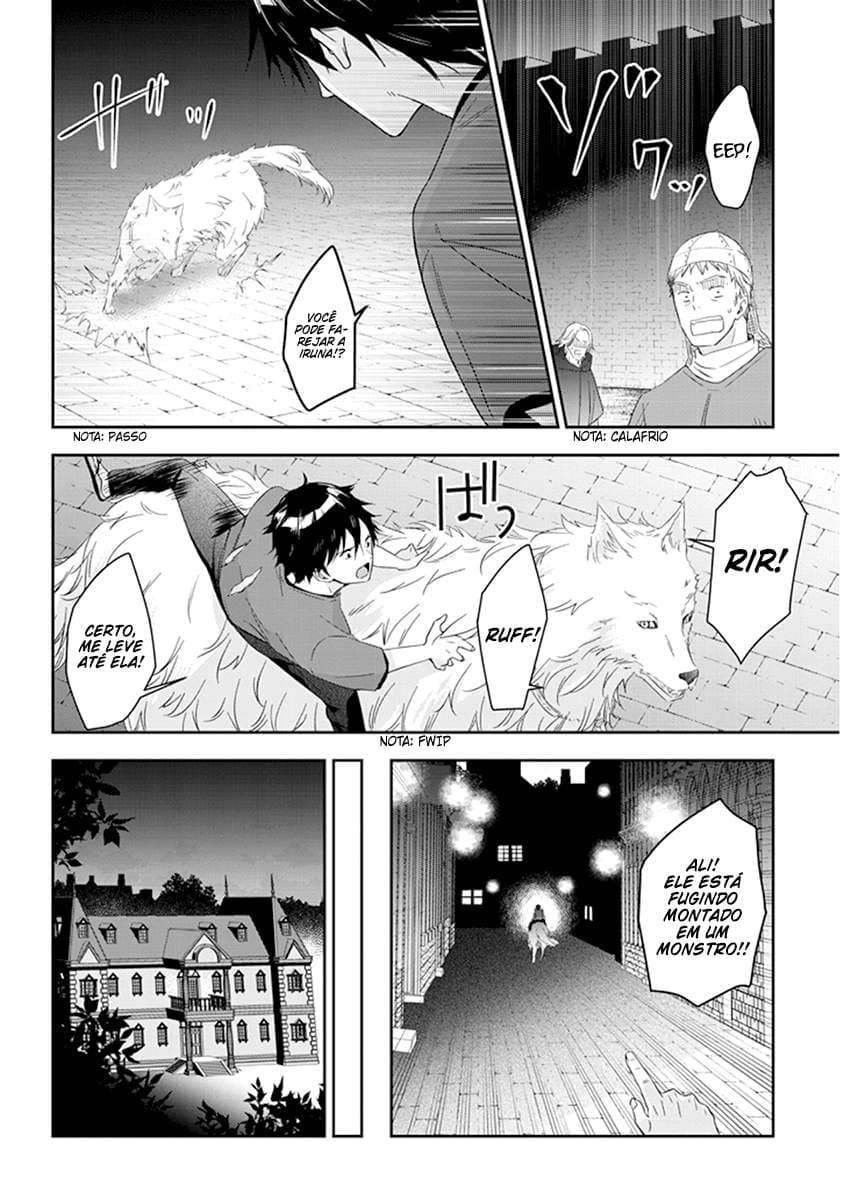 EEP!
ゾワッ
NOTA: CALAFRIO
ザッ
VOCÊ
PODE FA-
REJAR A
IRUNA!?
NOTA: PASSO
RIR!
ばっ
RUFF!
CERTO,
ME LEVE
ATÉ ELA!
NOTA: FWIP
ALI!
ELE ESTÁ
FUGINDO
MONTADO
EM UM
MONSTRO!!